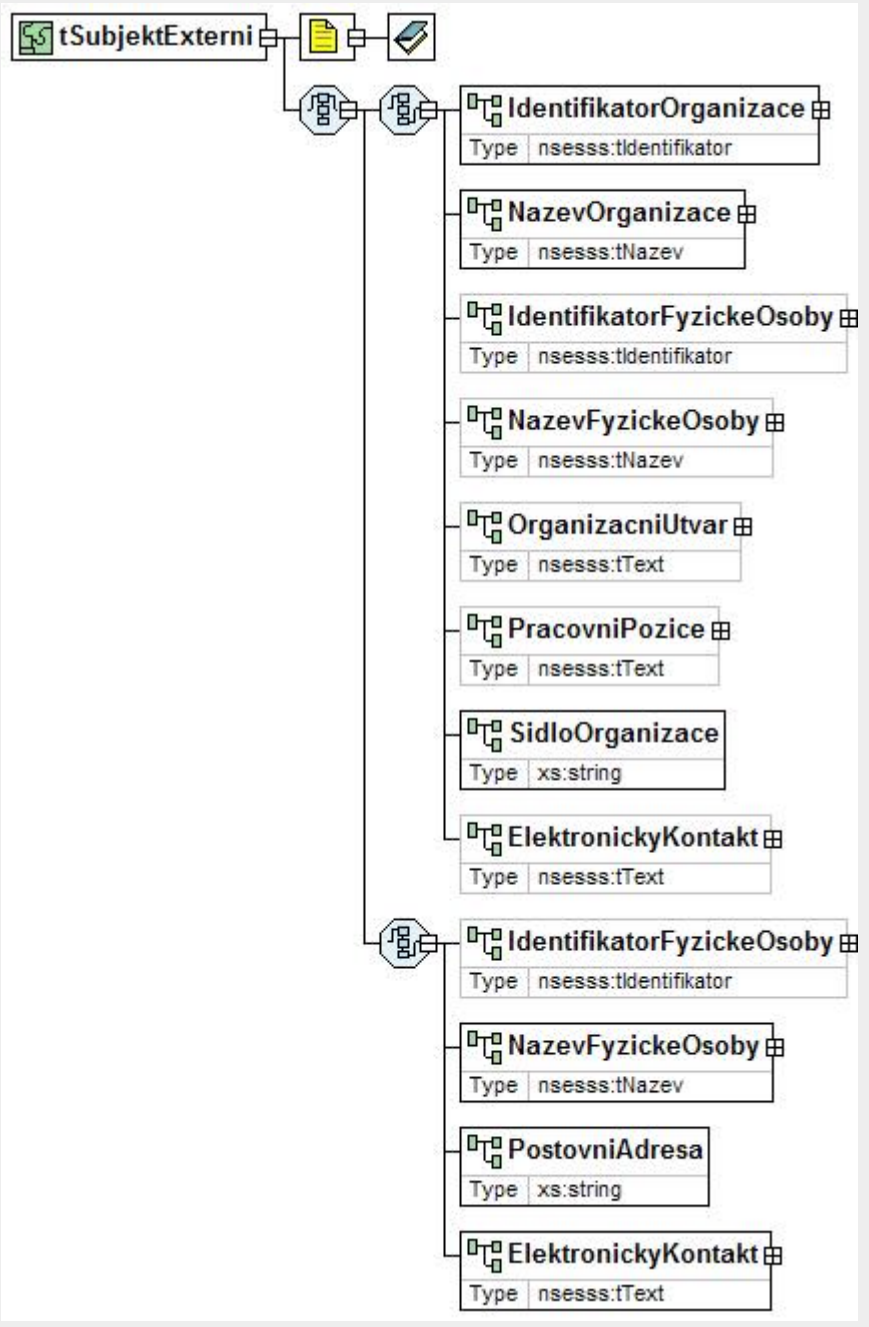 tSubjektExterni
IdentifikatorOrganizace
Type nsesss:tIdentifikator
NazevOrganizace
Type nsesss:tNazev
IdentifikatorFyzickeOsoby
Type nsesss:tIdentifikator
NazevFyzickeOsoby
Type nsesss:tNazev
OrganizacniUtvar
Type nsesss:tText
PracovniPozice
Type nsesss:tText
SidloOrganizace
Type xs:string
ElektronickyKontakt
Type nsesss:tText
IdentifikatorFyzickeOsoby
Type nsesss:tIdentifikator
NazevFyzickeOsoby
Type nsesss:tNazev
PostovniAdresa
Type xs:string
ElektronickyKontakt
Type nsesss:tText